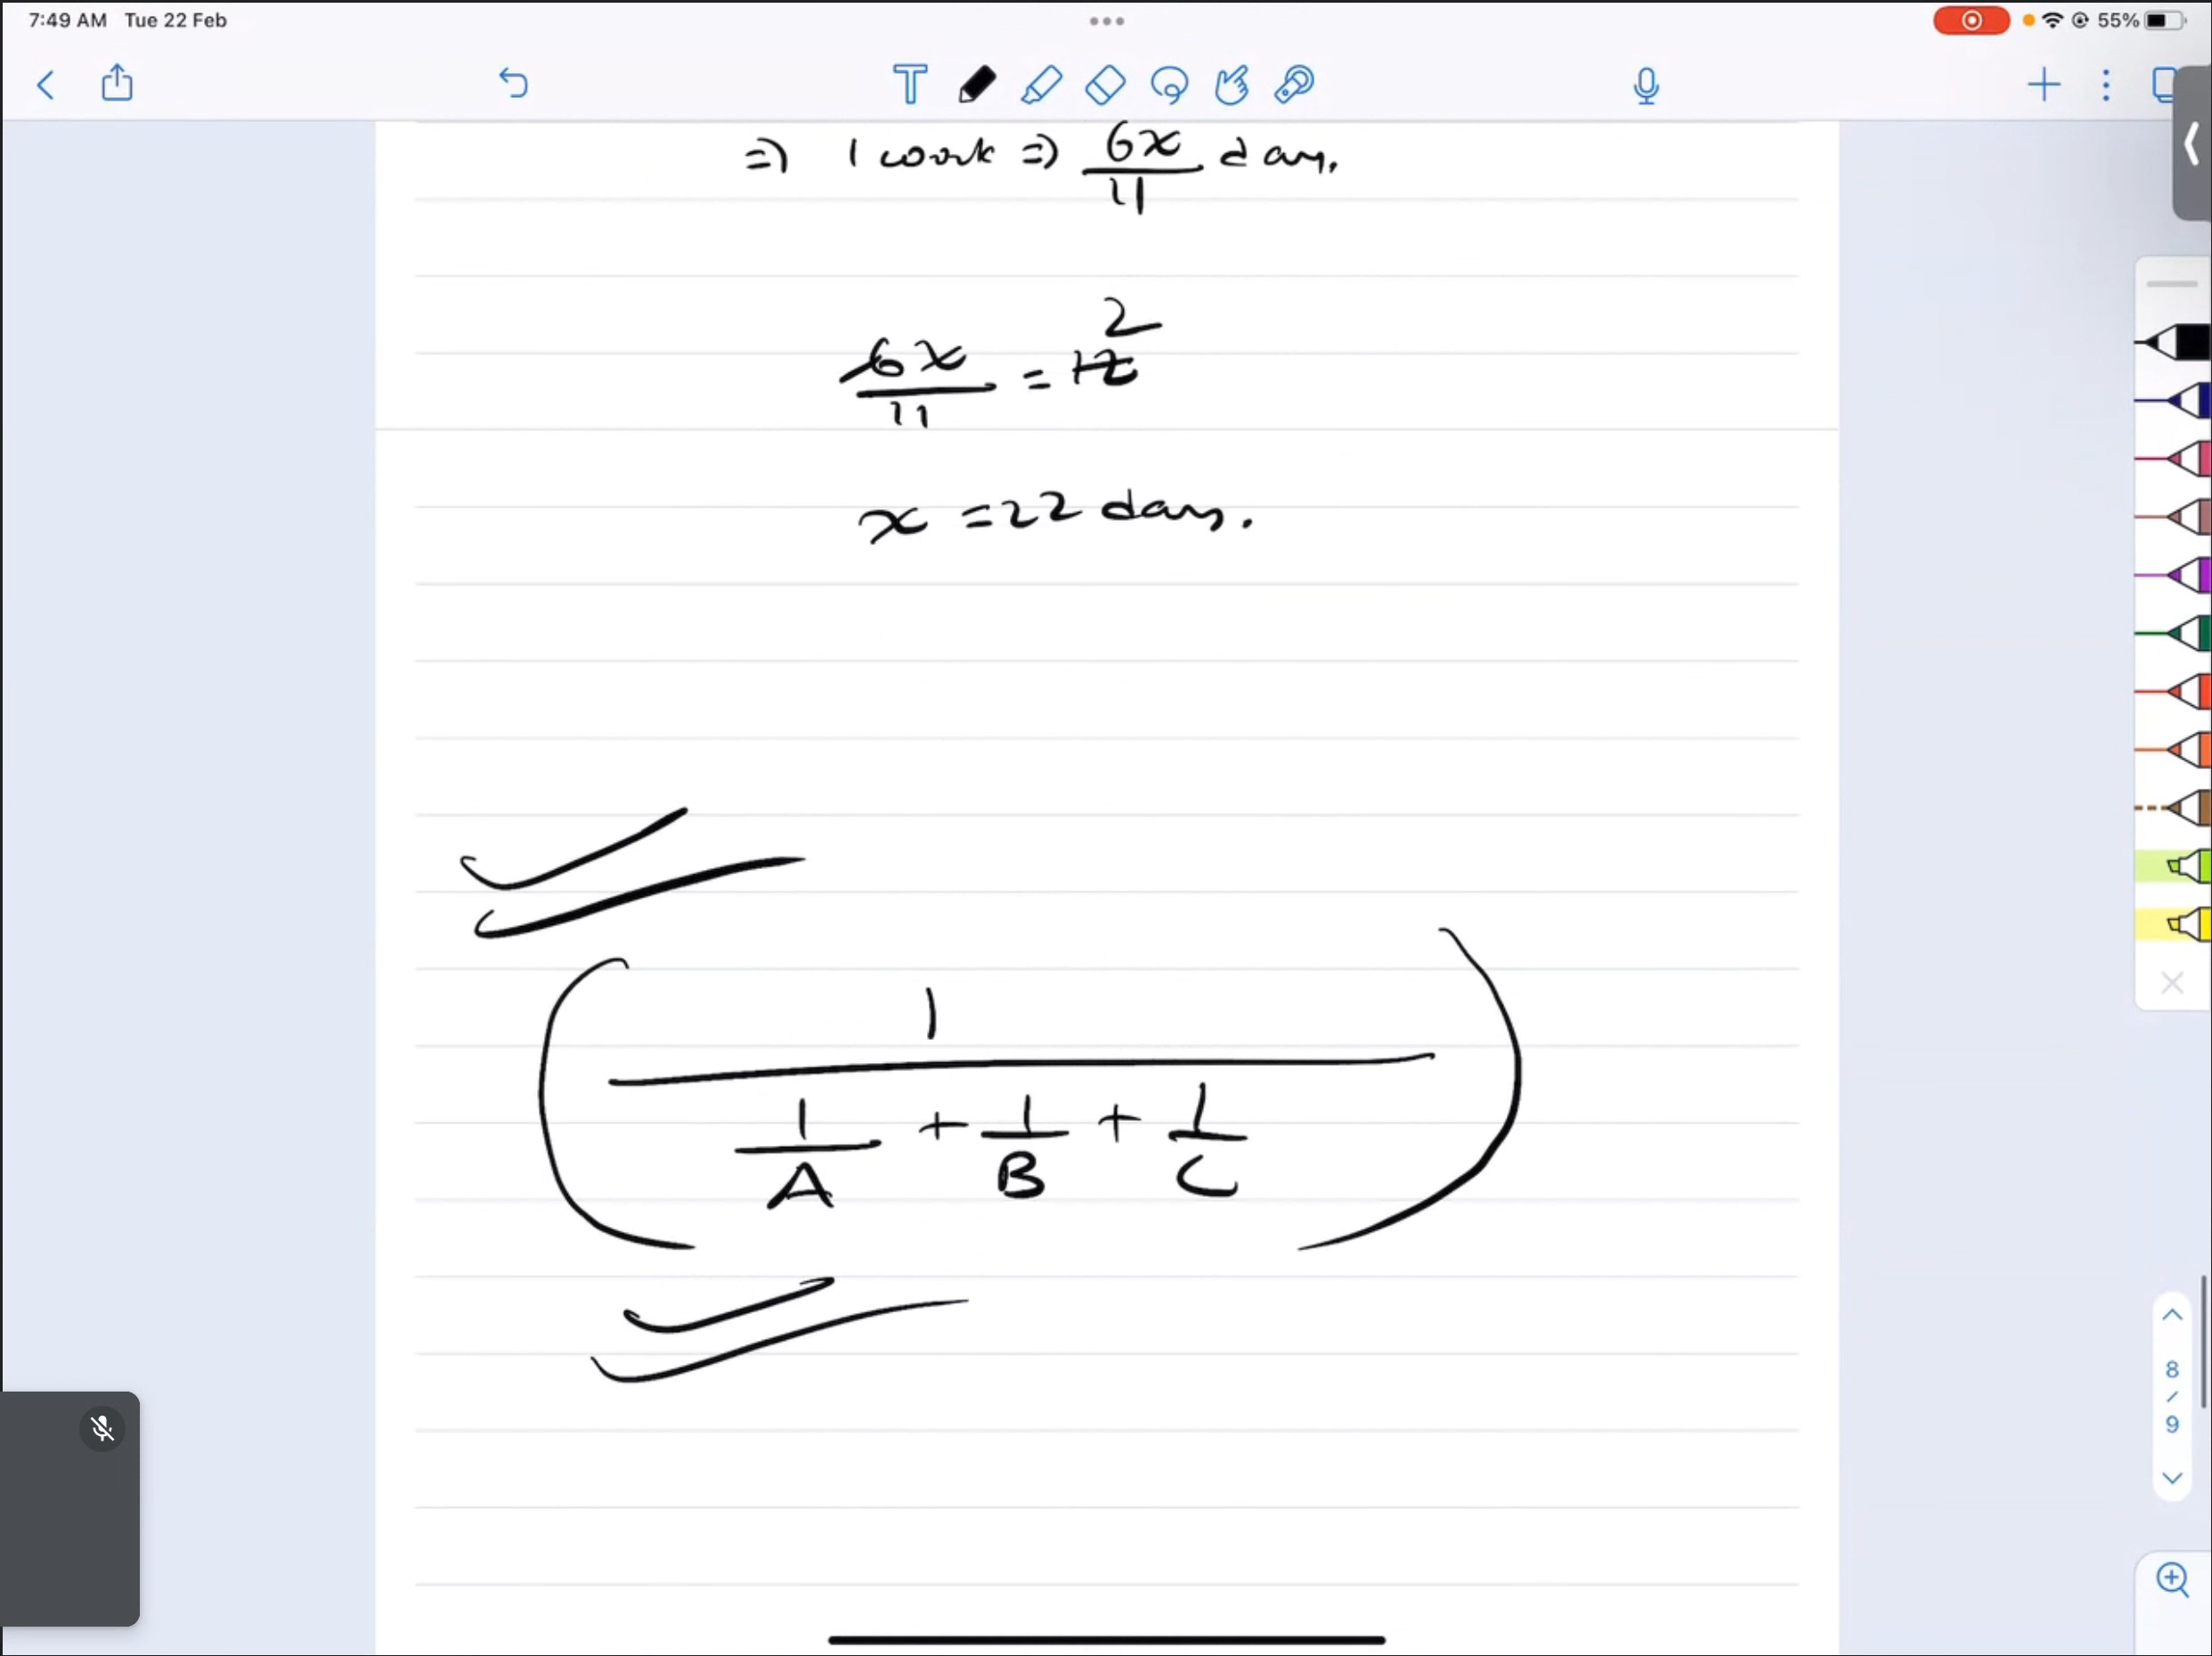 7:49 AM Tue 22 Feb
55%
T
=) 1 work =) 6x/11 days.
6x/11 = 12 2
x = 22 days.
( 1 / (1/A + 1/B + 1/C) )
8
/
9